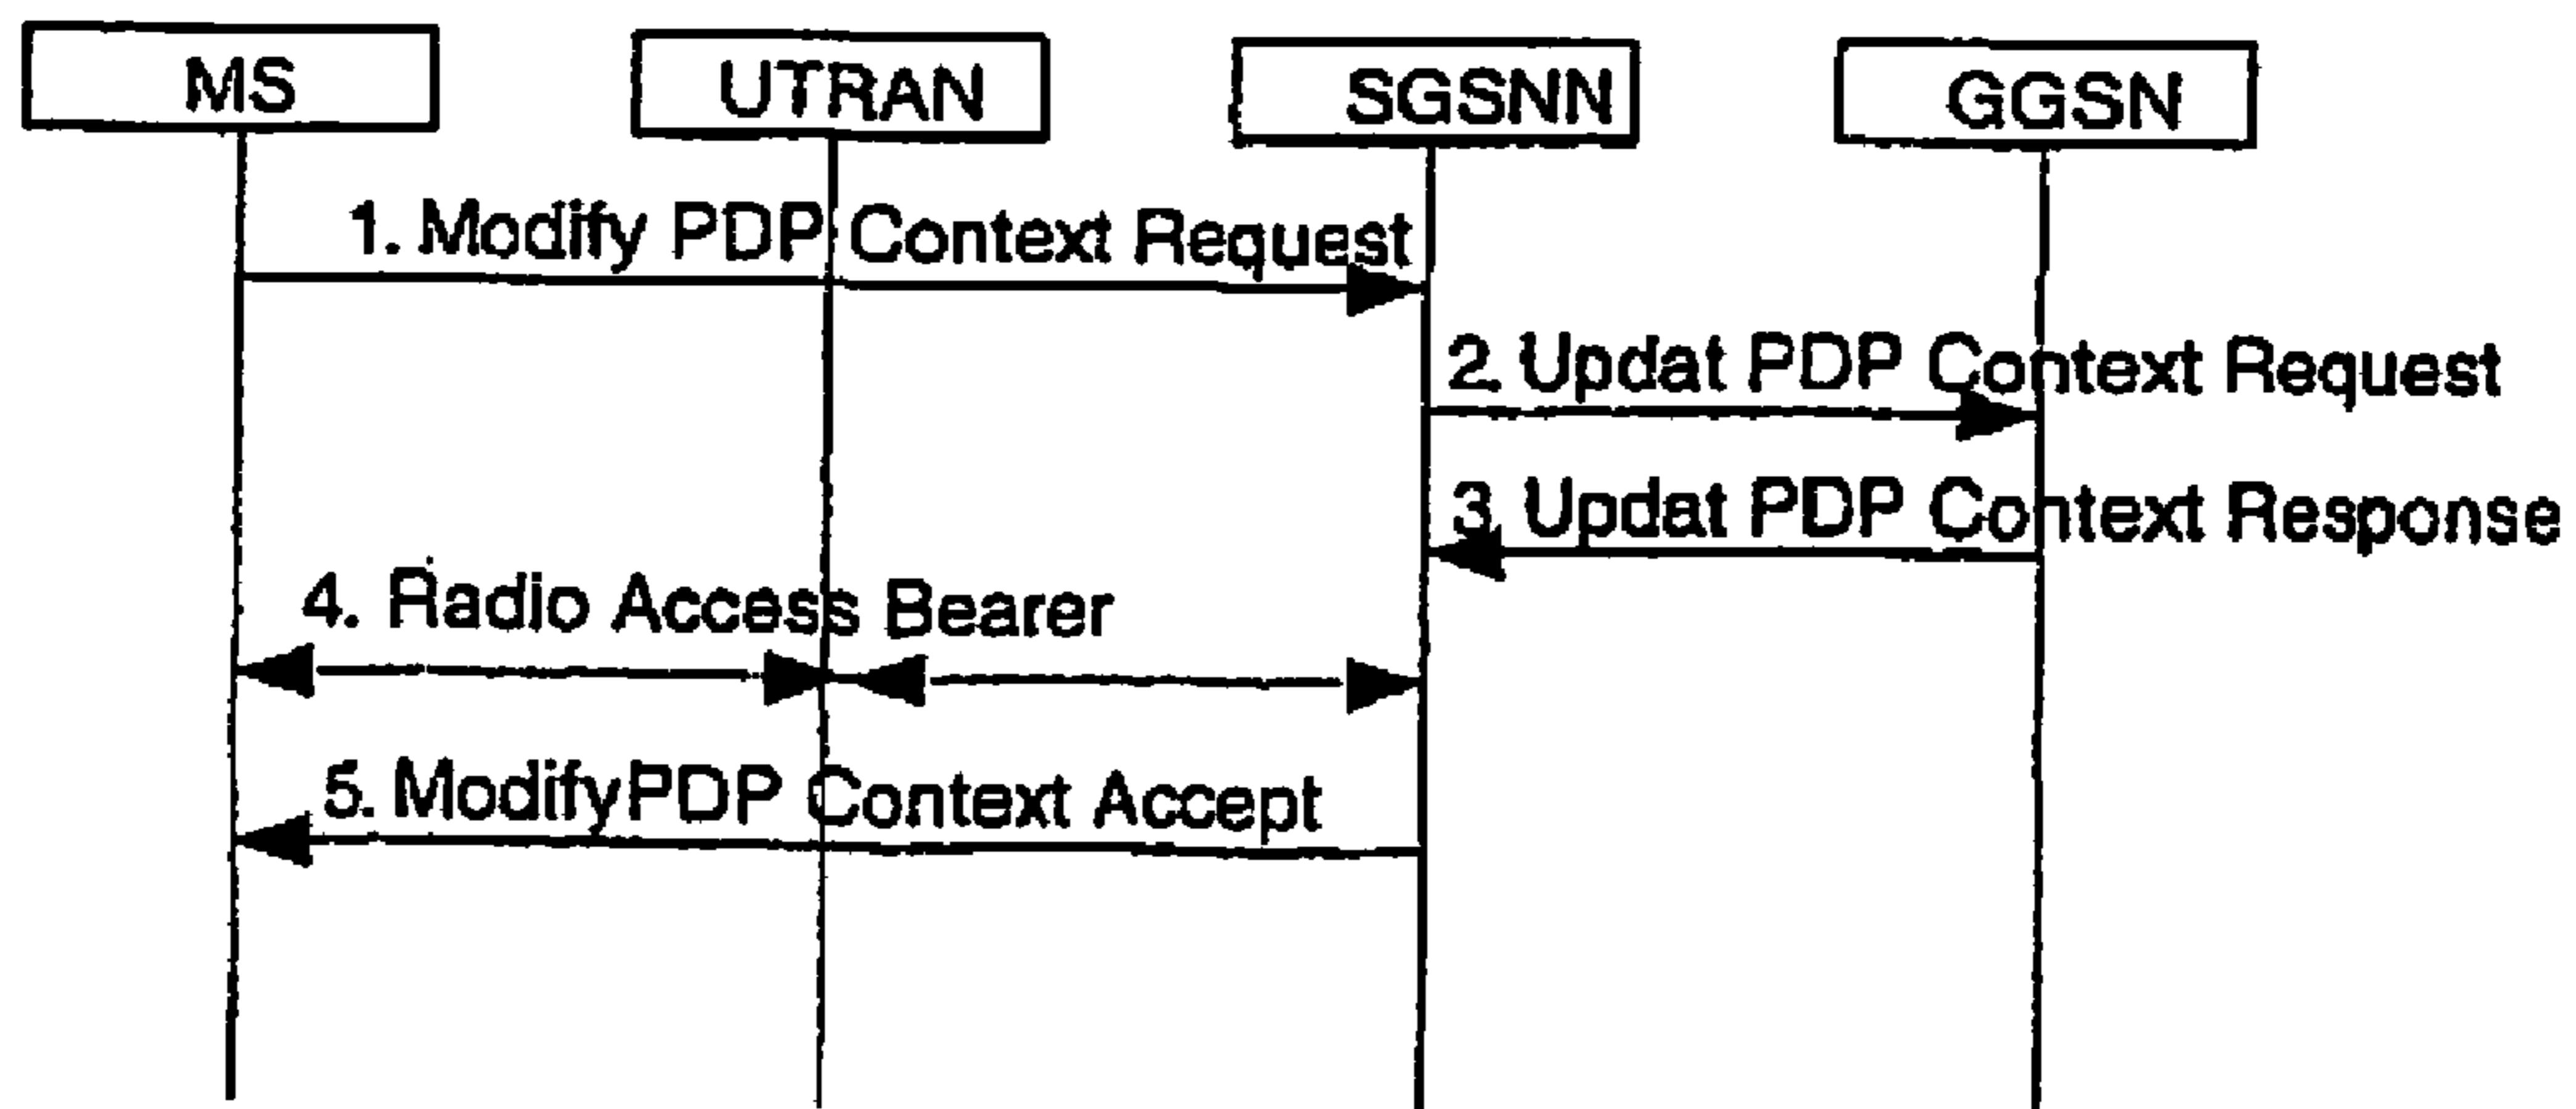 MS
UTRAN
SGSNN
GGSN
1. Modify PDP Context Request
2. Updat PDP Context Request
3. Updat PDP Context Response
4. Radio Access Bearer
5. ModifyPDP Context Accept